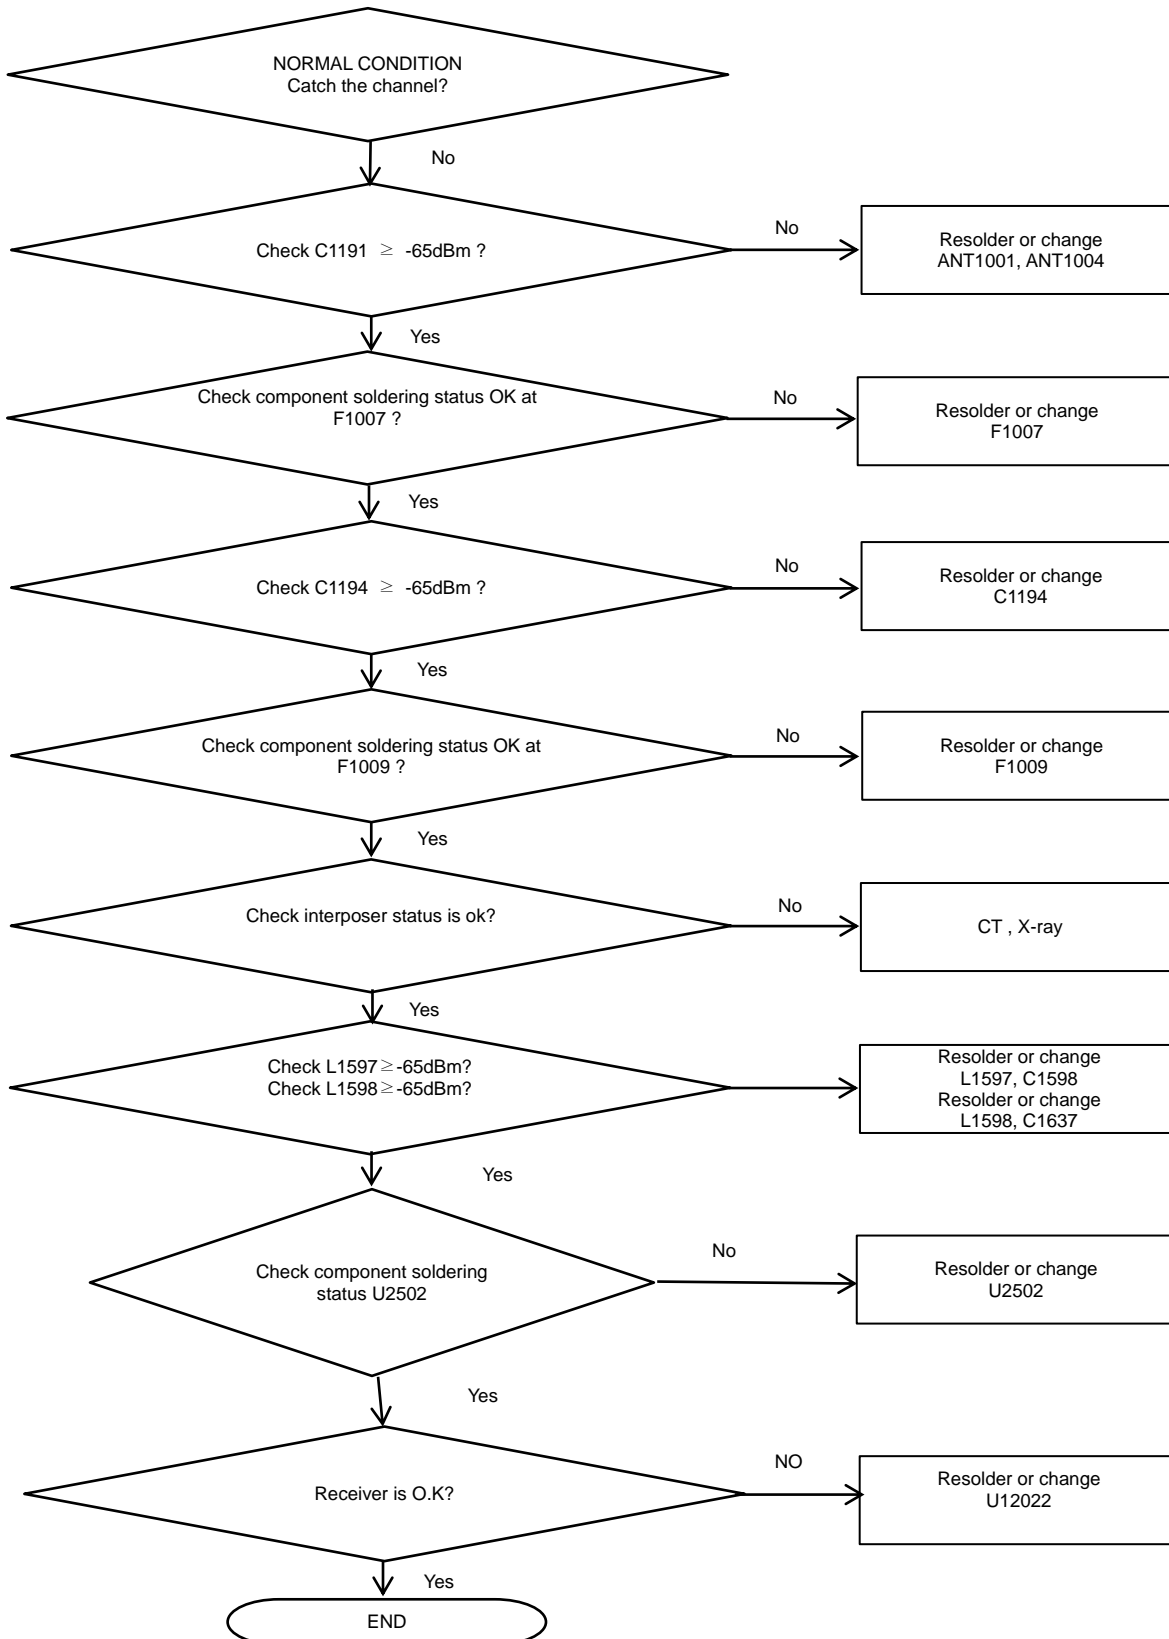 NORMAL CONDITION
Catch the channel?
No
Check C1191 ≥ -65dBm ?
No
Resolder or change
ANT1001, ANT1004
Yes
Check component soldering status OK at
F1007 ?
No
Resolder or change
F1007
Yes
Check C1194 ≥ -65dBm ?
No
Resolder or change
C1194
Yes
Check component soldering status OK at
F1009 ?
No
Resolder or change
F1009
Yes
Check interposer status is ok?
No
CT , X-ray
Yes
Check L1597≥-65dBm?
Check L1598≥-65dBm?
Resolder or change
L1597, C1598
Resolder or change
L1598, C1637
Yes
Check component soldering
status U2502
No
Resolder or change
U2502
Yes
Receiver is O.K?
NO
Resolder or change
U12022
Yes
END